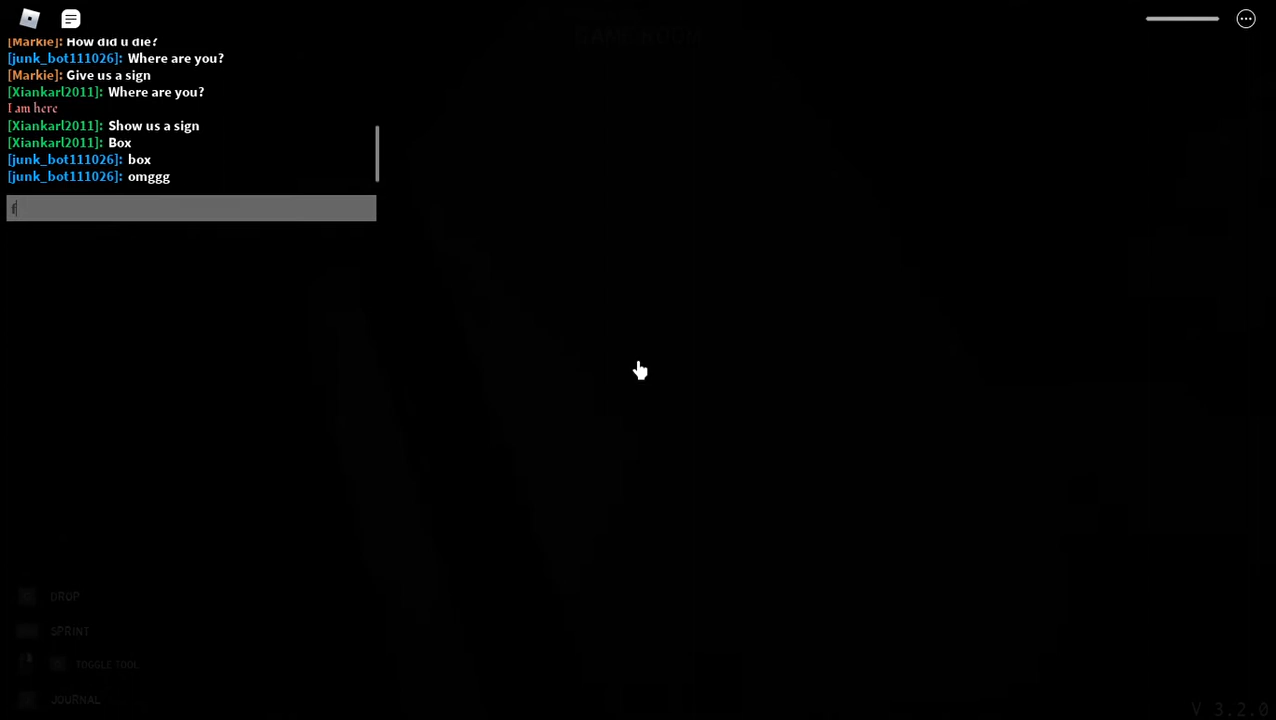 GAMEROOM
[Markie]: How did u die?
[junk_bot111026]: Where are you?
[Markie]: Give us a sign
[Xiankarl2011]: Where are you?
I am here
[Xiankarl2011]: Show us a sign
[Xiankarl2011]: Box
[junk_bot111026]: box
[junk_bot111026]: omggg
f
DROP
SPRINT
TOGGLE TOOL
JOURNAL
V 3.2.0